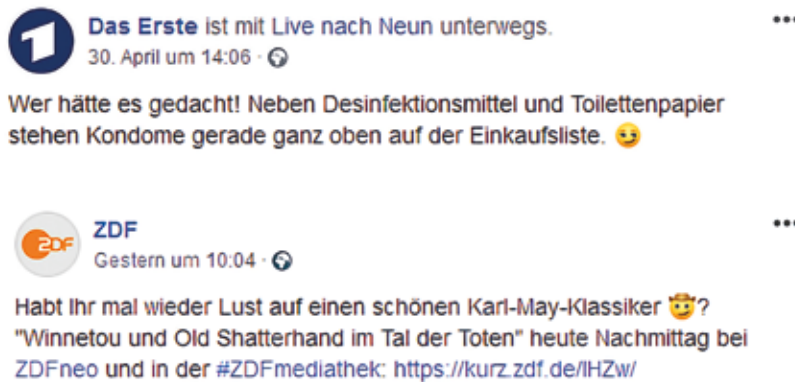 Das Erste ist mit Live nach Neun unterwegs.
30. April um 14:06 ·
Wer hätte es gedacht! Neben Desinfektionsmittel und Toilettenpapier
stehen Kondome gerade ganz oben auf der Einkaufsliste. 😏
ZDF
ZDF
Gestern um 10:04 ·
Habt Ihr mal wieder Lust auf einen schönen Karl-May-Klassiker 🤠?
"Winnetou und Old Shatterhand im Tal der Toten" heute Nachmittag bei
ZDFneo und in der #ZDFmediathek: https://kurz.zdf.de/IHZw/